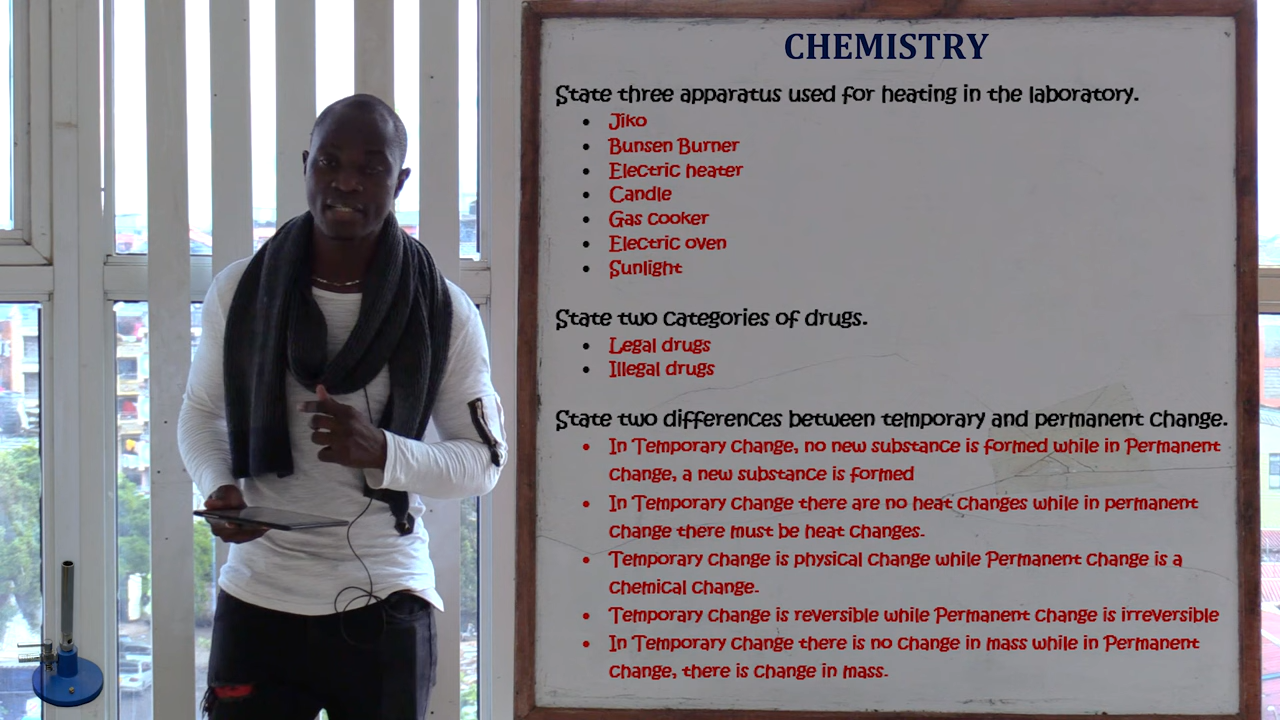 CHEMISTRY
State three apparatus used for heating in the laboratory.
• Jiko
• Bunsen Burner
• Electric heater
• Candle
• Gas cooker
• Electric oven
• Sunlight
State two categories of drugs.
• Legal drugs
• Illegal drugs
State two differences between temporary and permanent change.
• In Temporary change, no new substance is formed while in Permanent
change, a new substance is formed
• In Temporary change there are no heat changes while in permanent
change there must be heat changes.
• Temporary change is physical change while Permanent change is a
chemical change.
• Temporary change is reversible while Permanent change is irreversible
• In Temporary change there is no change in mass while in Permanent
change, there is change in mass.